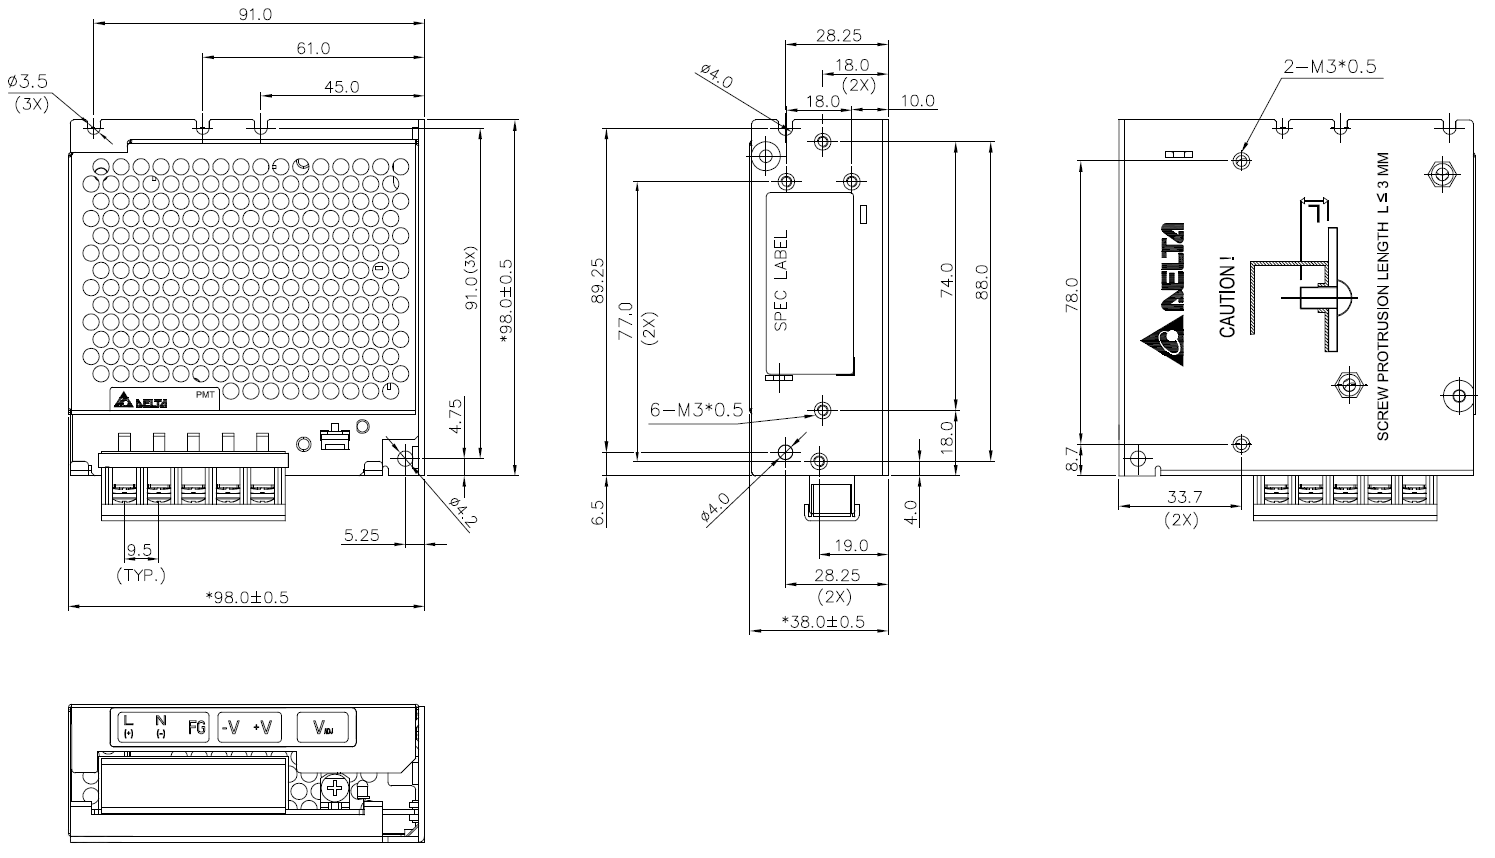 91.0
61.0
45.0
ø3.5
(3X)
91.0(3X)
*98.0±0.5
DELTA
PMT
4.75
ø4.2
5.25
9.5
(TYP.)
*98.0±0.5
28.25
18.0
(2X)
18.0
10.0
ø4.0
89.25
77.0
(2X)
SPEC LABEL
74.0
88.0
6-M3*0.5
18.0
6.5
ø4.0
4.0
19.0
28.25
(2X)
*38.0±0.5
2-M3*0.5
78.0
8.7
33.7
(2X)
DELTA
CAUTION !
L
SCREW PROTRUSION LENGTH L ≤ 3 MM
L N FG -V +V VADJ
(+) (-)